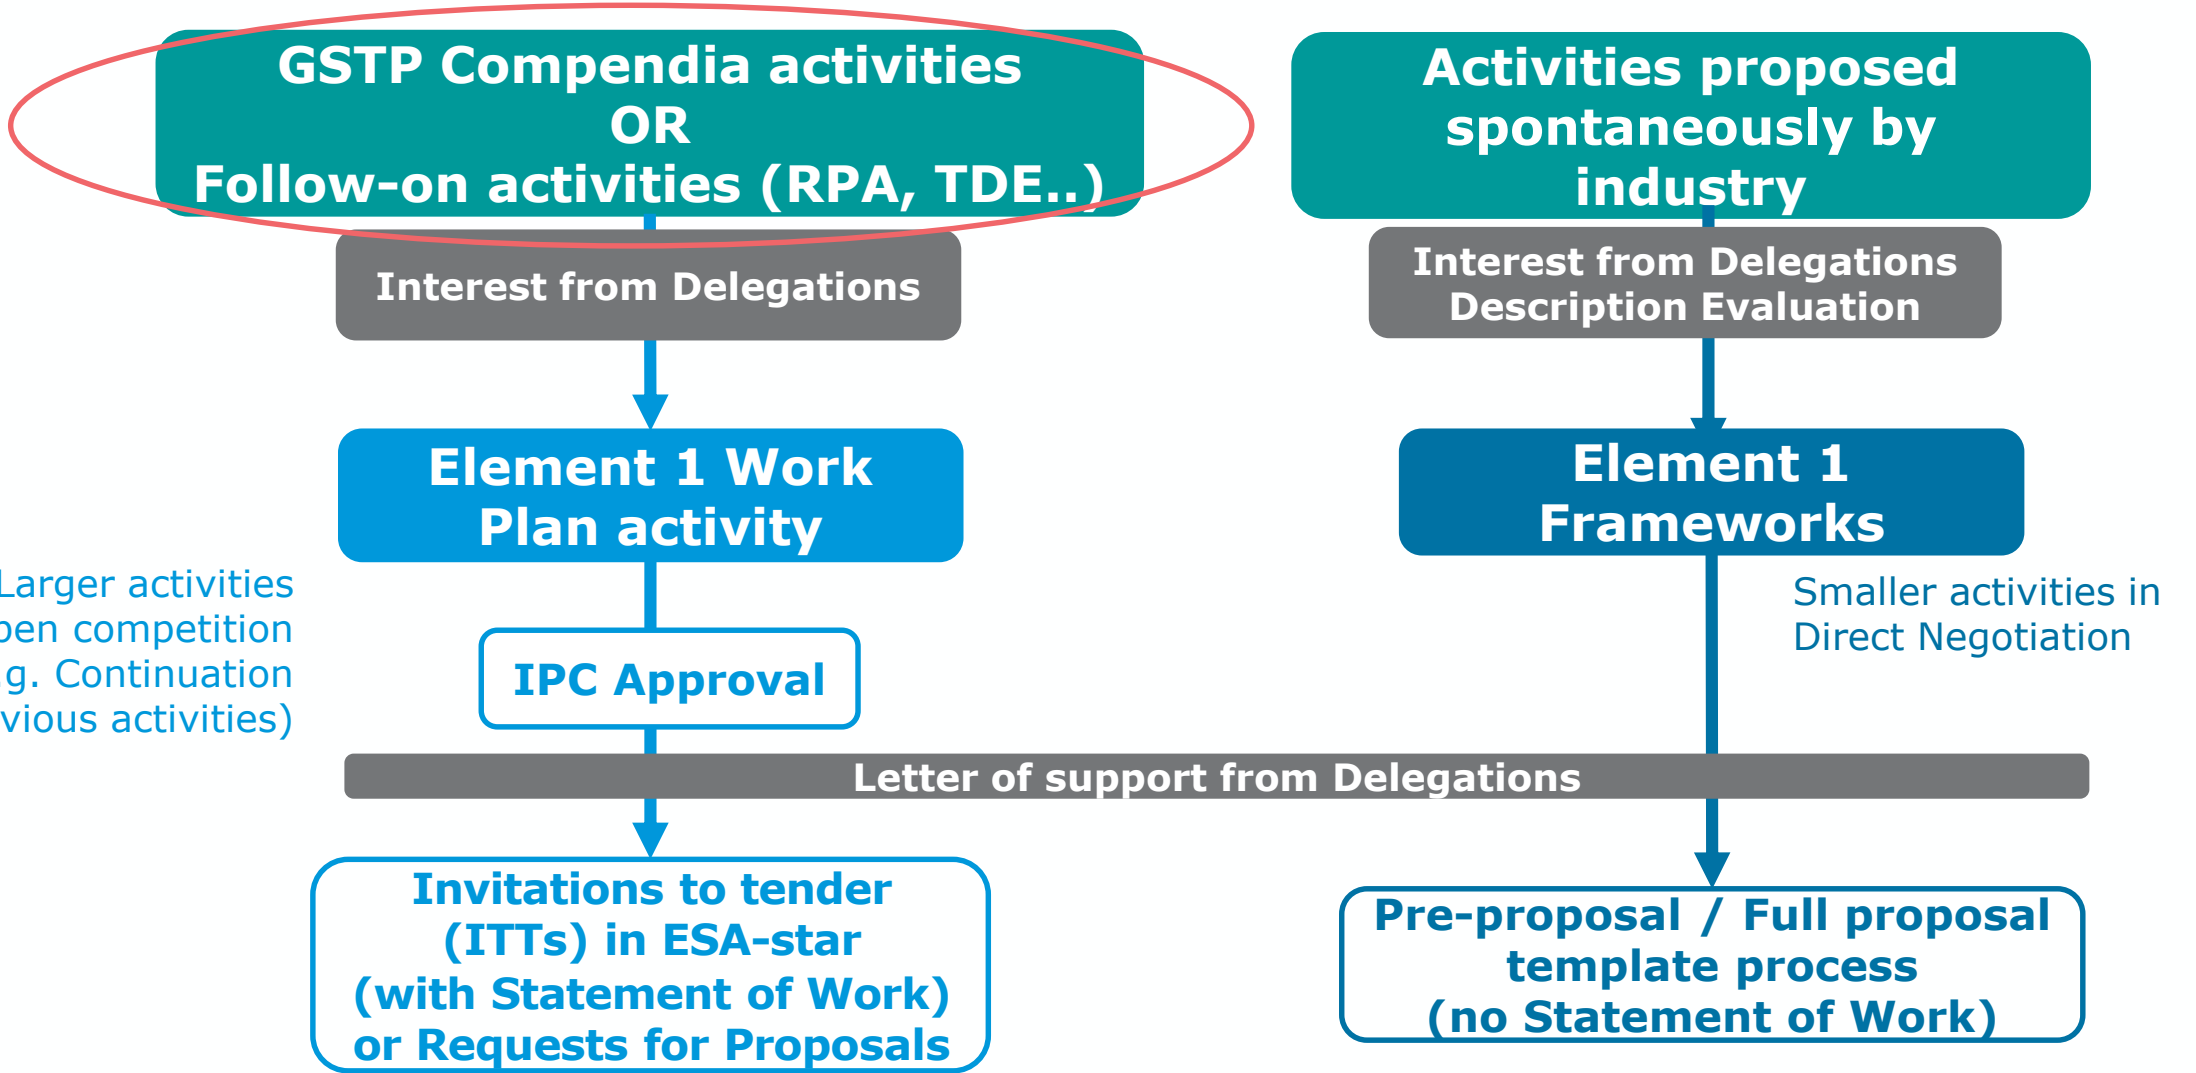 GSTP Compendia activities
OR
Follow-on activities (RPA, TDE..)
Interest from Delegations
Element 1 Work
Plan activity
Larger activities
competition
Continuation
activities)
IPC Approval
Activities proposed
spontaneously by
industry
Interest from Delegations
Description Evaluation
Element 1
Frameworks
Smaller activities in
Direct Negotiation
Letter of support from Delegations
Invitations to tender
(ITTs) in ESA-star
(with Statement of Work)
or Requests for Proposals
Pre-proposal / Full proposal
template process
(no Statement of Work)